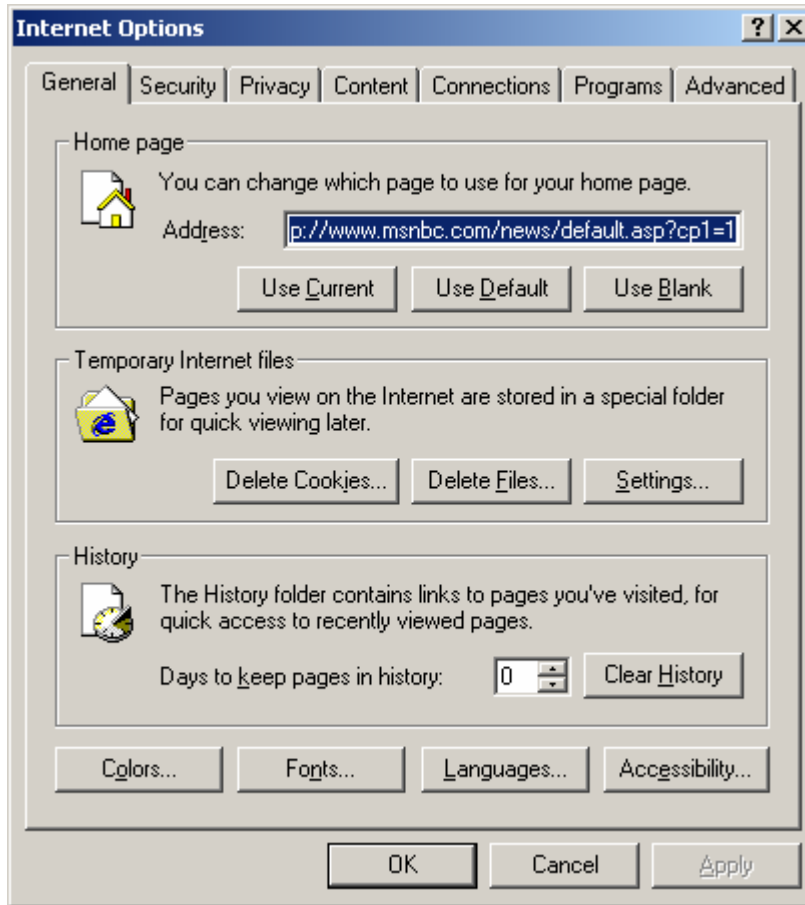 Internet Options
General Security Privacy Content Connections Programs Advanced
Home page
You can change which page to use for your home page.
Address: p://www.msnbc.com/news/default.asp?cp1=1
Use Current Use Default Use Blank
Temporary Internet files
Pages you view on the Internet are stored in a special folder
for quick viewing later.
Delete Cookies... Delete Files... Settings...
History
The History folder contains links to pages you've visited, for
quick access to recently viewed pages.
Days to keep pages in history: 0 Clear History
Colors... Fonts... Languages... Accessibility...
OK Cancel Apply